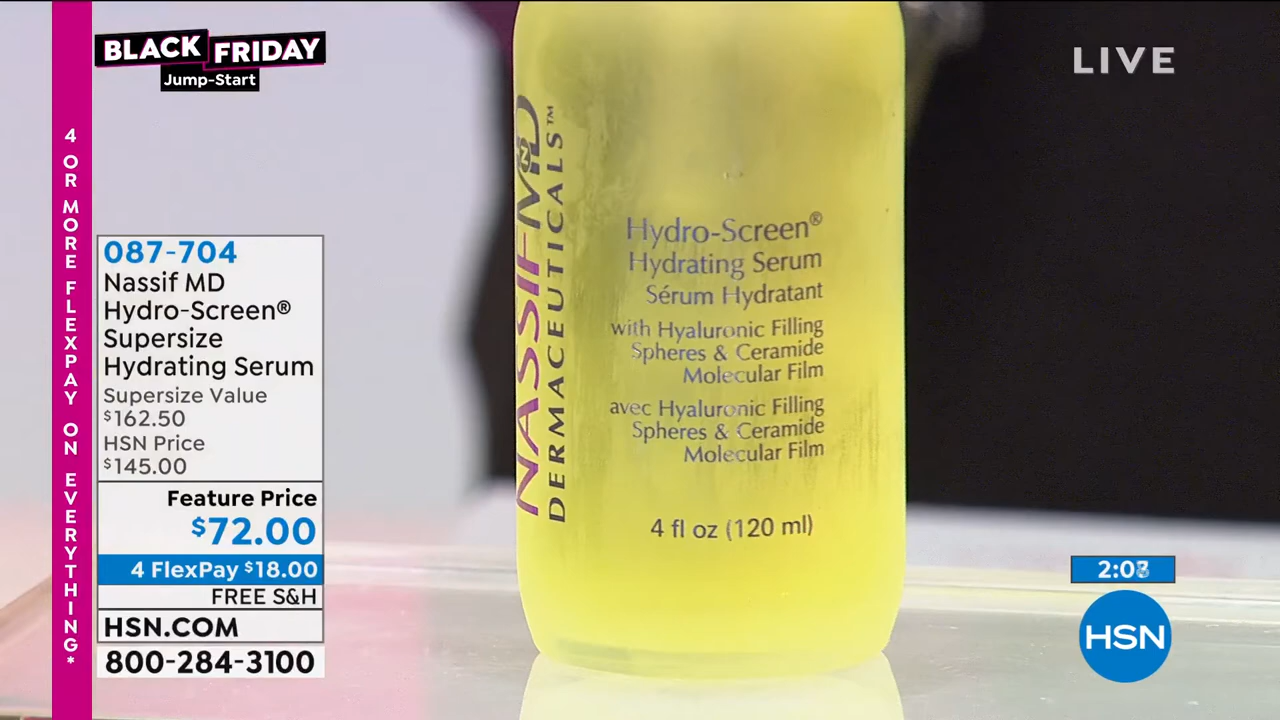 BLACK FRIDAY
Jump-Start
LIVE
4 OR MORE FLEXPAY ON EVERYTHING*
087-704
Nassif MD
Hydro-Screen®
Supersize
Hydrating Serum
Supersize Value
$162.50
HSN Price
$145.00
Feature Price
$72.00
4 FlexPay $18.00
FREE S&H
HSN.COM
800-284-3100
NASSIFMD
DERMACEUTICALS™
Hydro-Screen®
Hydrating Serum
Sérum Hydratant
with Hyaluronic Filling
Spheres & Ceramide
Molecular Film
avec Hyaluronic Filling
Spheres & Ceramide
Molecular Film
4 fl oz (120 ml)
HSN